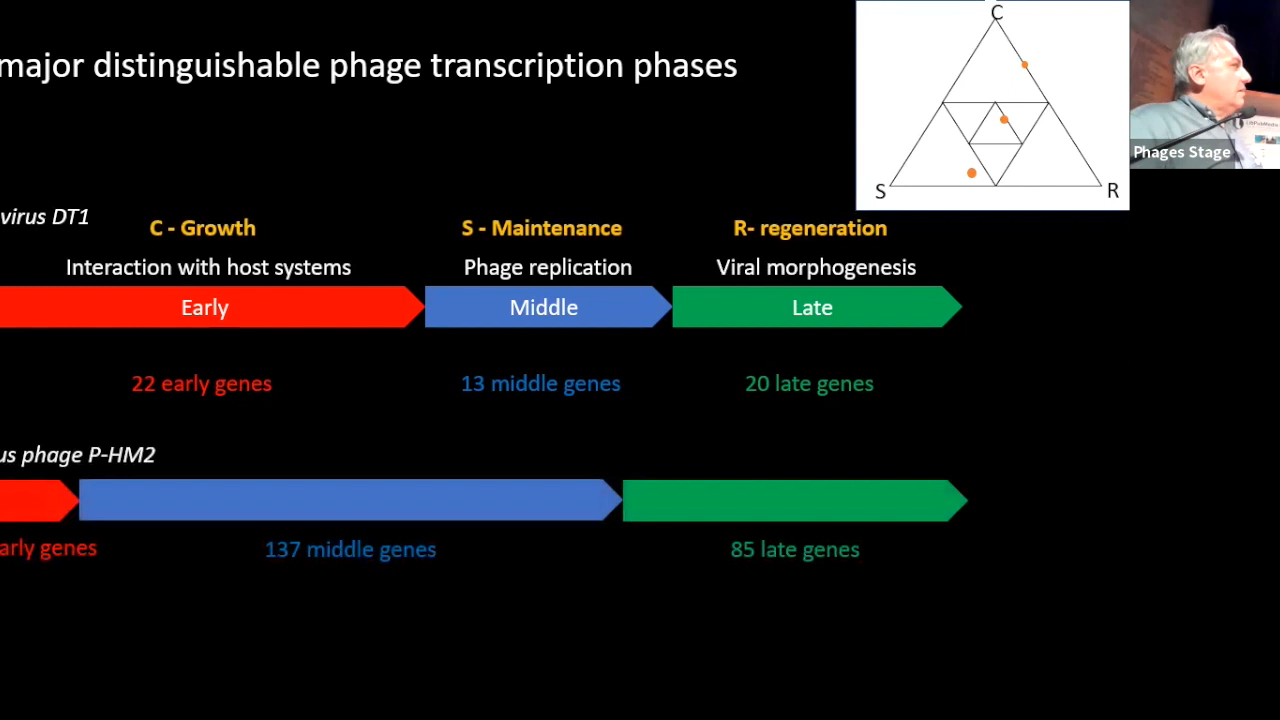 major distinguishable phage transcription phases
C
S
R
Phages Stage
virus DT1
C - Growth
S - Maintenance
R- regeneration
Interaction with host systems
Phage replication
Viral morphogenesis
Early
Middle
Late
22 early genes
13 middle genes
20 late genes
us phage P-HM2
arly genes
137 middle genes
85 late genes